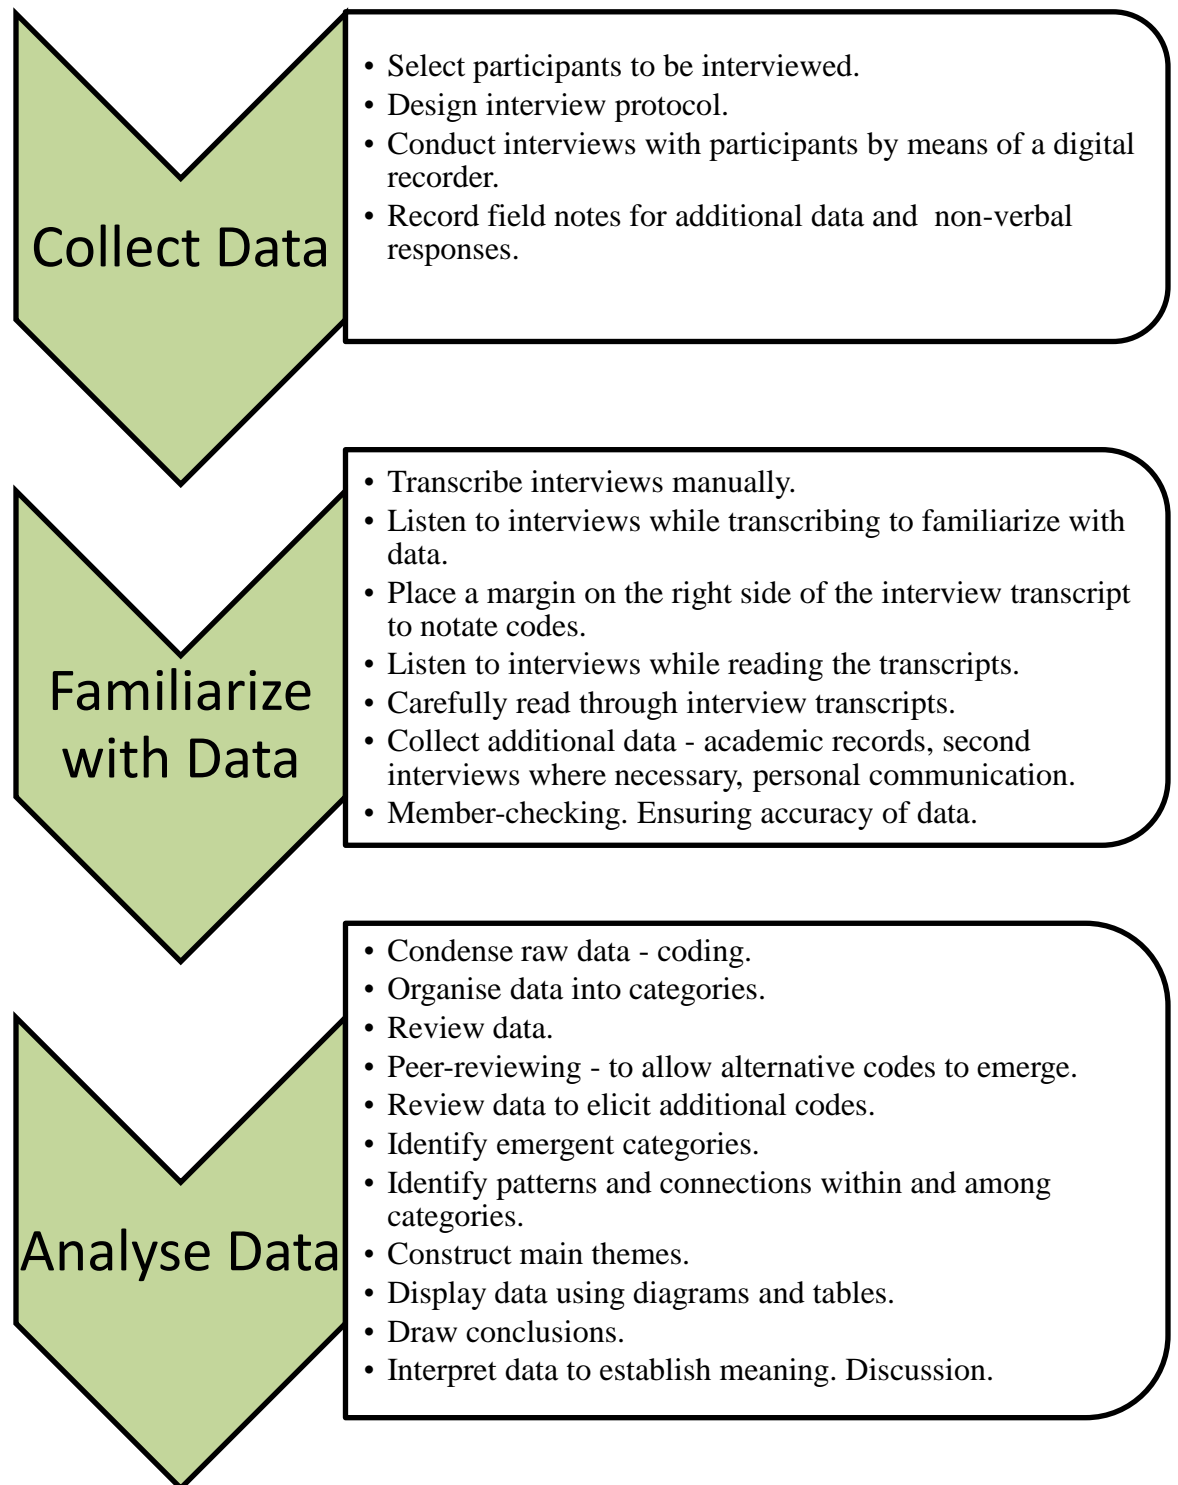 Collect Data
• Select participants to be interviewed.
• Design interview protocol.
• Conduct interviews with participants by means of a digital
recorder.
• Record field notes for additional data and  non-verbal
responses.
Familiarize
with Data
• Transcribe interviews manually.
• Listen to interviews while transcribing to familiarize with
data.
• Place a margin on the right side of the interview transcript
to notate codes.
• Listen to interviews while reading the transcripts.
• Carefully read through interview transcripts.
• Collect additional data - academic records, second
interviews where necessary, personal communication.
• Member-checking. Ensuring accuracy of data.
Analyse Data
• Condense raw data - coding.
• Organise data into categories.
• Review data.
• Peer-reviewing - to allow alternative codes to emerge.
• Review data to elicit additional codes.
• Identify emergent categories.
• Identify patterns and connections within and among
categories.
• Construct main themes.
• Display data using diagrams and tables.
• Draw conclusions.
• Interpret data to establish meaning. Discussion.